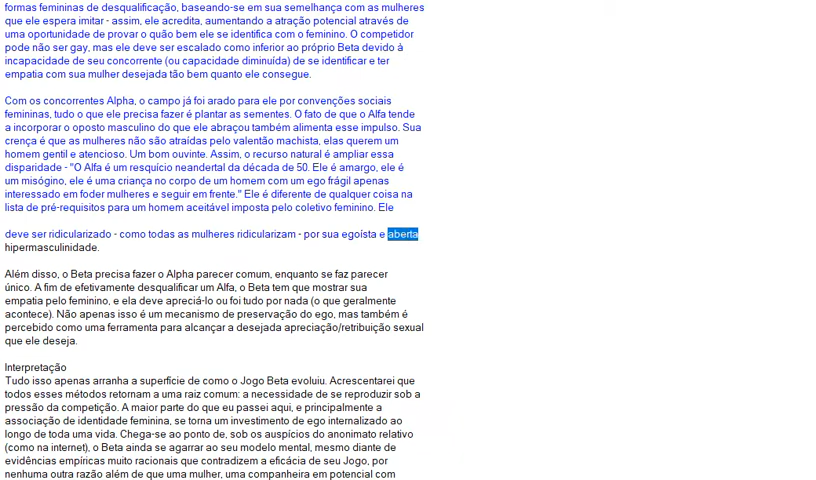 formas femininas de desqualificação, baseando-se em sua semelhança com as mulheres
que ele espera imitar - assim, ele acredita, aumentando a atração potencial através de
uma oportunidade de provar o quão bem ele se identifica com o feminino. O competidor
pode não ser gay, mas ele deve ser escalado como inferior ao próprio Beta devido à
incapacidade de seu concorrente (ou capacidade diminuída) de se identificar e ter
empatia com sua mulher desejada tão bem quanto ele consegue.

Com os concorrentes Alpha, o campo já foi arado para ele por convenções sociais
femininas, tudo o que ele precisa fazer é plantar as sementes. O fato de que o Alfa tende
a incorporar o oposto masculino do que ele abraçou também alimenta esse impulso. Sua
crença é que as mulheres não são atraídas pelo valentão machista, elas querem um
homem gentil e atencioso. Um bom ouvinte. Assim, o recurso natural é ampliar essa
disparidade - "O Alfa é um resquício neandertal da década de 50. Ele é amargo, ele é
um misógino, ele é uma criança no corpo de um homem com um ego frágil apenas
interessado em foder mulheres e seguir em frente." Ele é diferente de qualquer coisa na
lista de pré-requisitos para um homem aceitável imposta pelo coletivo feminino. Ele

deve ser ridicularizado - como todas as mulheres ridicularizam - por sua egoísta e aberta
hipermasculinidade.

Além disso, o Beta precisa fazer o Alpha parecer comum, enquanto se faz parecer
único. A fim de efetivamente desqualificar um Alfa, o Beta tem que mostrar sua
empatia pelo feminino, e ela deve apreciá-lo ou foi tudo por nada (o que geralmente
acontece). Não apenas isso é um mecanismo de preservação do ego, mas também é
percebido como uma ferramenta para alcançar a desejada apreciação/retribuição sexual
que ele deseja.

Interpretação
Tudo isso apenas arranha a superfície de como o Jogo Beta evoluiu. Acrescentarei que
todos esses métodos retornam a uma raiz comum: a necessidade de se reproduzir sob a
pressão da competição. A maior parte do que eu passei aqui, e principalmente a
associação de identidade feminina, se torna um investimento de ego internalizado ao
longo de toda uma vida. Chega-se ao ponto de, sob os auspícios do anonimato relativo
(como na internet), o Beta ainda se agarrar ao seu modelo mental, mesmo diante de
evidências empíricas muito racionais que contradizem a eficácia de seu Jogo, por
nenhuma outra razão além de que uma mulher, uma companheira em potencial com